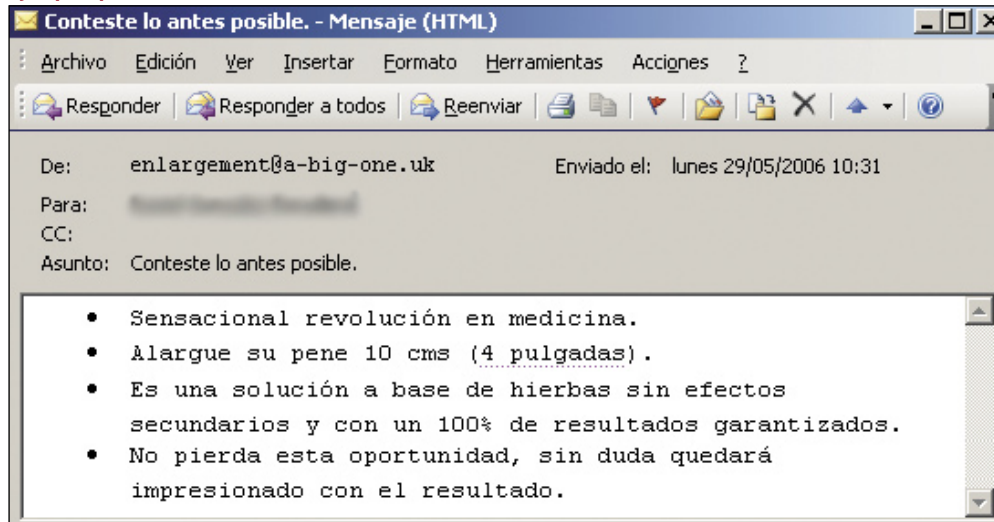 Conteste lo antes posible. - Mensaje (HTML)
Archivo Edición Ver Insertar Formato Herramientas Acciones ?
Responder Responder a todos Reenviar
De: enlargement@a-big-one.uk Enviado el: lunes 29/05/2006 10:31
Para:
CC:
Asunto: Conteste lo antes posible.
• Sensacional revolución en medicina.
• Alargue su pene 10 cms (4 pulgadas).
• Es una solución a base de hierbas sin efectos
secundarios y con un 100% de resultados garantizados.
• No pierda esta oportunidad, sin duda quedará
impresionado con el resultado.